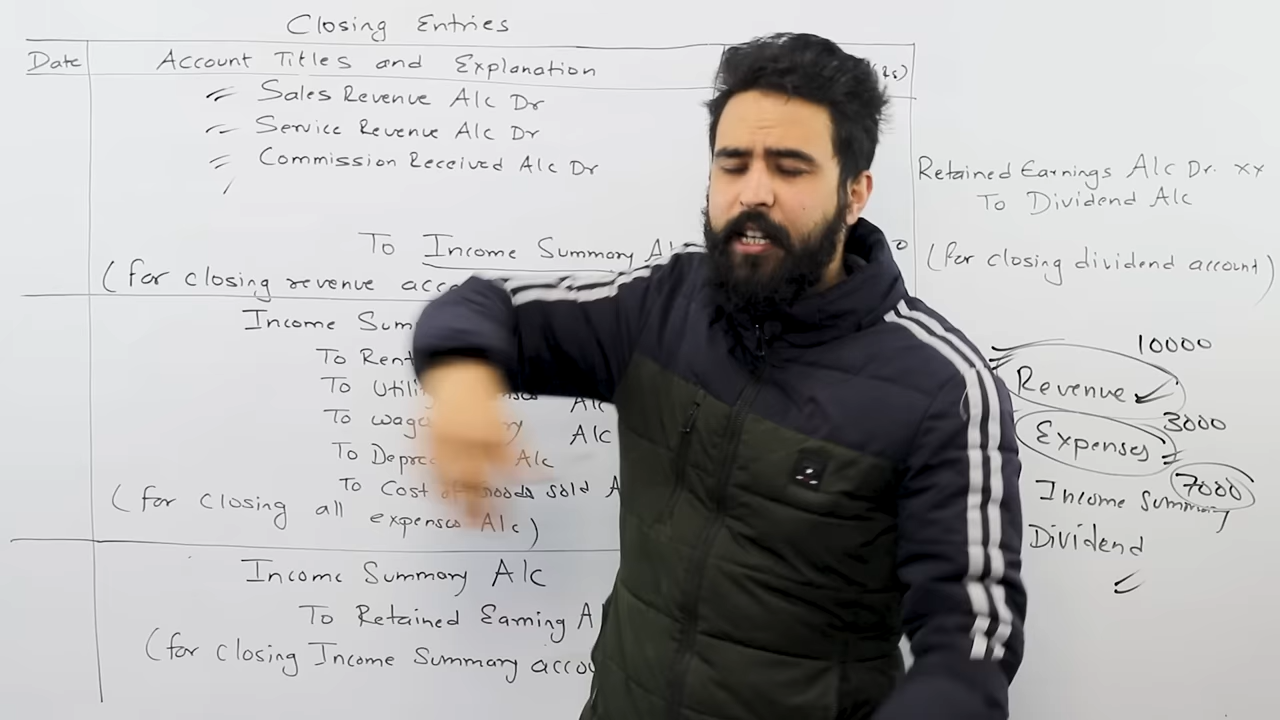 Closing Entries
Date
Account Titles and Explanation
(Rs)
Sales Revenue A/c Dr
Service Revenue A/c Dr
Commission Received A/c Dr
To Income Summary A/
(for closing revenue acco
Income Sum
To Rent
To Utili
A/c
To wage
A/c
To Depre
A/c
To Cost of Goods sold A
(for closing all expenses A/c)
Income Summary A/c
To Retained Earning A/
(for closing Income Summary accou
Retained Earnings A/c Dr. xx
To Dividend A/c
(for closing dividend account)
10000
Revenue
3000
Expenses
7000
Income Summary
Dividend